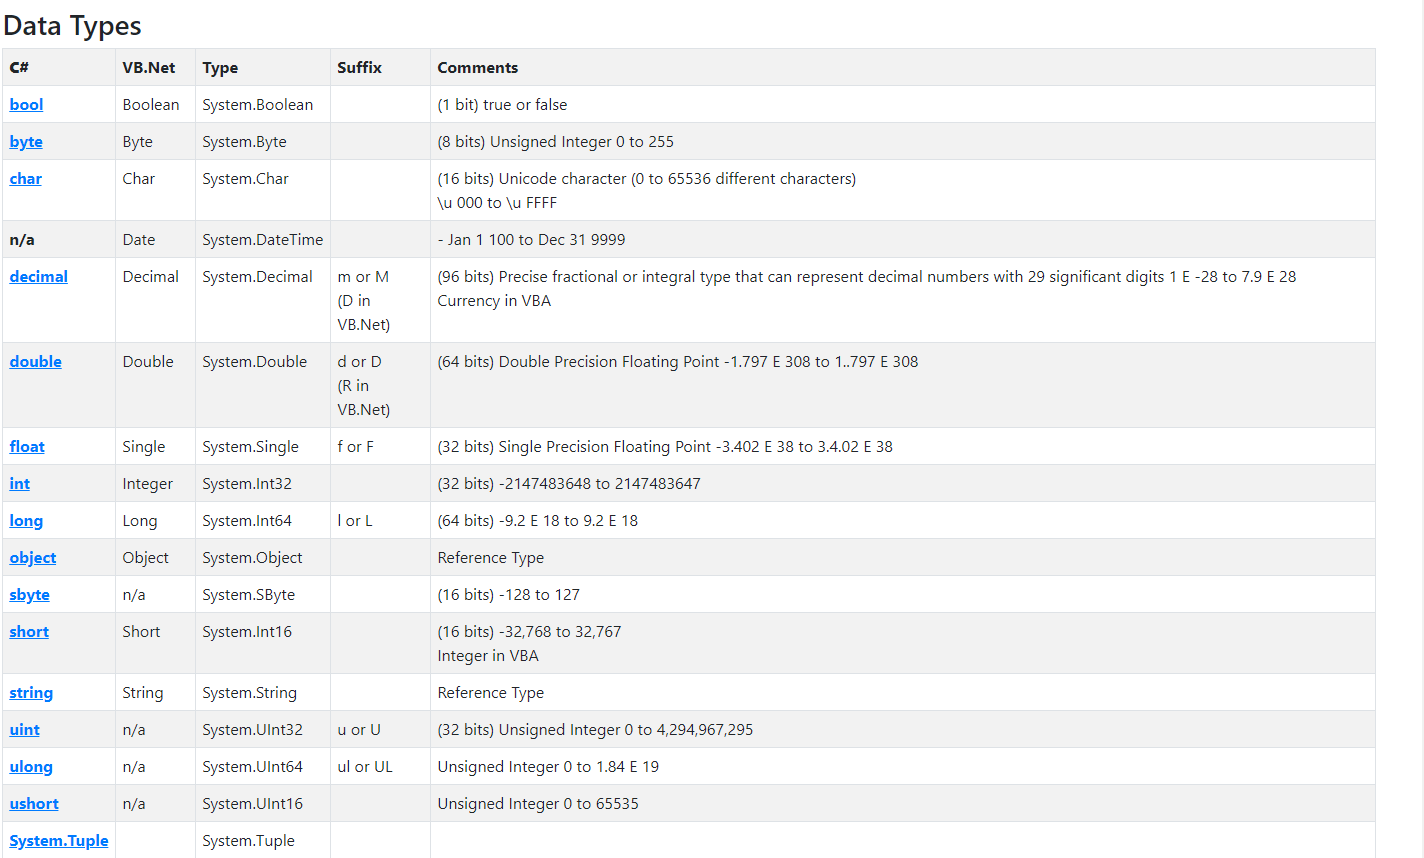 Data Types
C# VB.Net Type Suffix Comments
bool Boolean System.Boolean (1 bit) true or false
byte Byte System.Byte (8 bits) Unsigned Integer 0 to 255
char Char System.Char (16 bits) Unicode character (0 to 65536 different characters)
\u 000 to \u FFFF
n/a Date System.DateTime - Jan 1 100 to Dec 31 9999
decimal Decimal System.Decimal m or M (96 bits) Precise fractional or integral type that can represent decimal numbers with 29 significant digits 1 E -28 to 7.9 E 28
(D in Currency in VBA
VB.Net)
double Double System.Double d or D (64 bits) Double Precision Floating Point -1.797 E 308 to 1..797 E 308
(R in
VB.Net)
float Single System.Single f or F (32 bits) Single Precision Floating Point -3.402 E 38 to 3.4.02 E 38
int Integer System.Int32 (32 bits) -2147483648 to 2147483647
long Long System.Int64 l or L (64 bits) -9.2 E 18 to 9.2 E 18
object Object System.Object Reference Type
sbyte n/a System.SByte (16 bits) -128 to 127
short Short System.Int16 (16 bits) -32,768 to 32,767
Integer in VBA
string String System.String Reference Type
uint n/a System.UInt32 u or U (32 bits) Unsigned Integer 0 to 4,294,967,295
ulong n/a System.UInt64 ul or UL Unsigned Integer 0 to 1.84 E 19
ushort n/a System.UInt16 Unsigned Integer 0 to 65535
System.Tuple System.Tuple